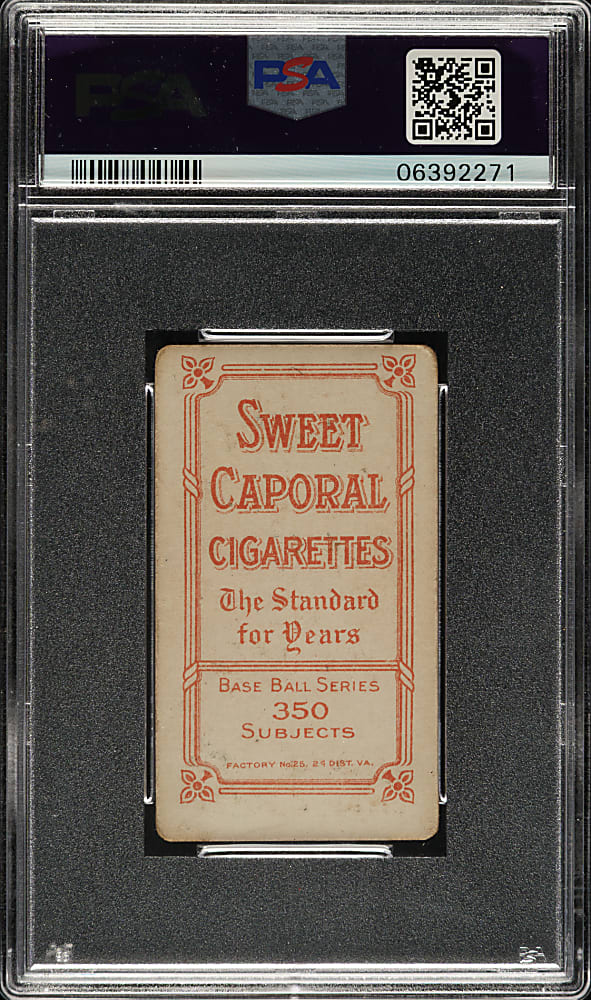 PSA
PSA
06392271
SWEET
CAPORAL
CIGARETTES
The Standard
for Years
BASE BALL SERIES
350
SUBJECTS
FACTORY No. 25, 2d DIST. VA.